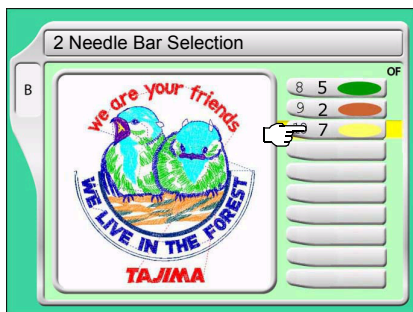 2 Needle Bar Selection
OF
B
we are your friends
WE LIVE IN THE FOREST
TAJIMA
8 5
9 2
7